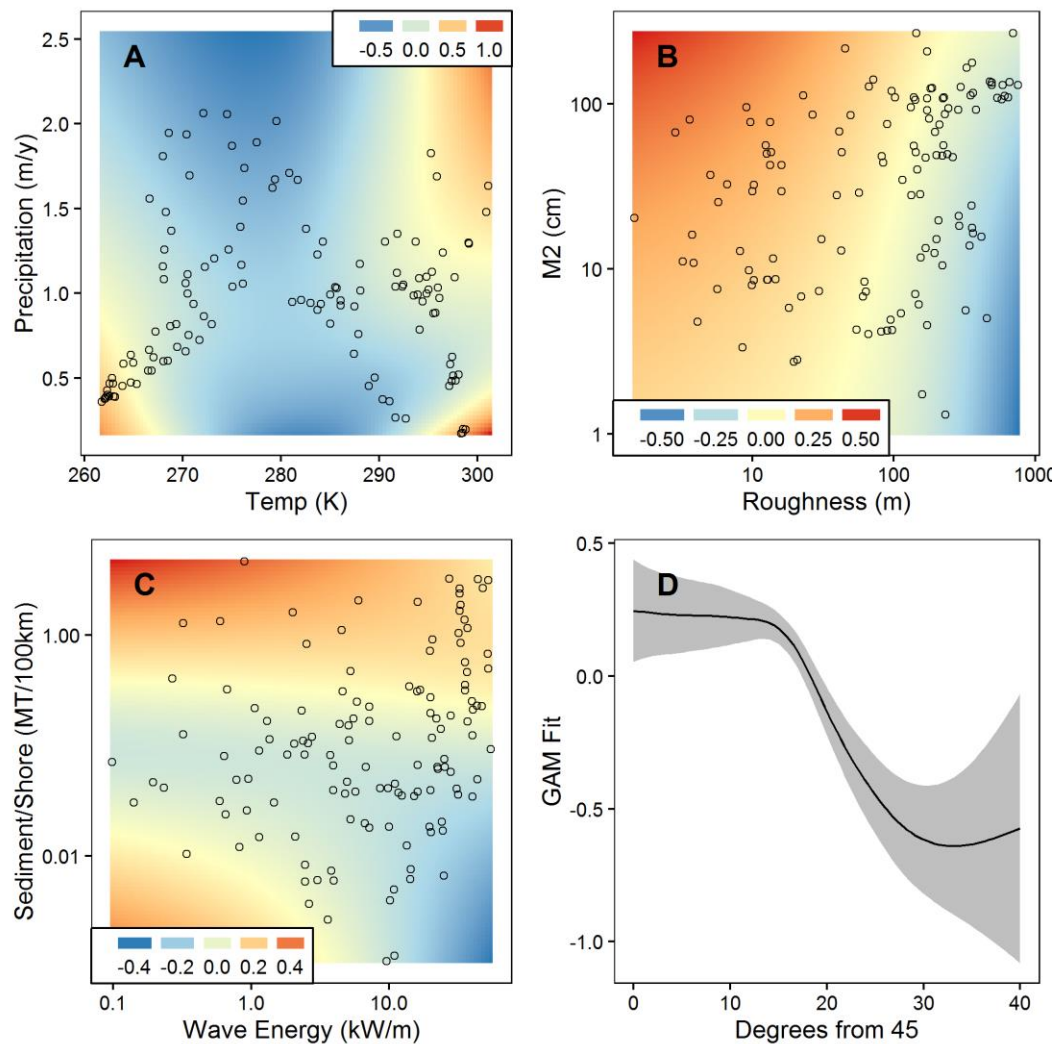 A
-0.5 0.0 0.5 1.0
2.5
2.0
1.5
1.0
0.5
Precipitation (m/y)
260 270 280 290 300
Temp (K)
B
100
10
1
M2 (cm)
-0.50 -0.25 0.00 0.25 0.50
10 100 1000
Roughness (m)
C
1.00
0.01
Sediment/Shore (MT/100km)
-0.4 -0.2 0.0 0.2 0.4
0.1 1.0 10.0
Wave Energy (kW/m)
D
0.5
0.0
-0.5
-1.0
GAM Fit
0 10 20 30 40
Degrees from 45